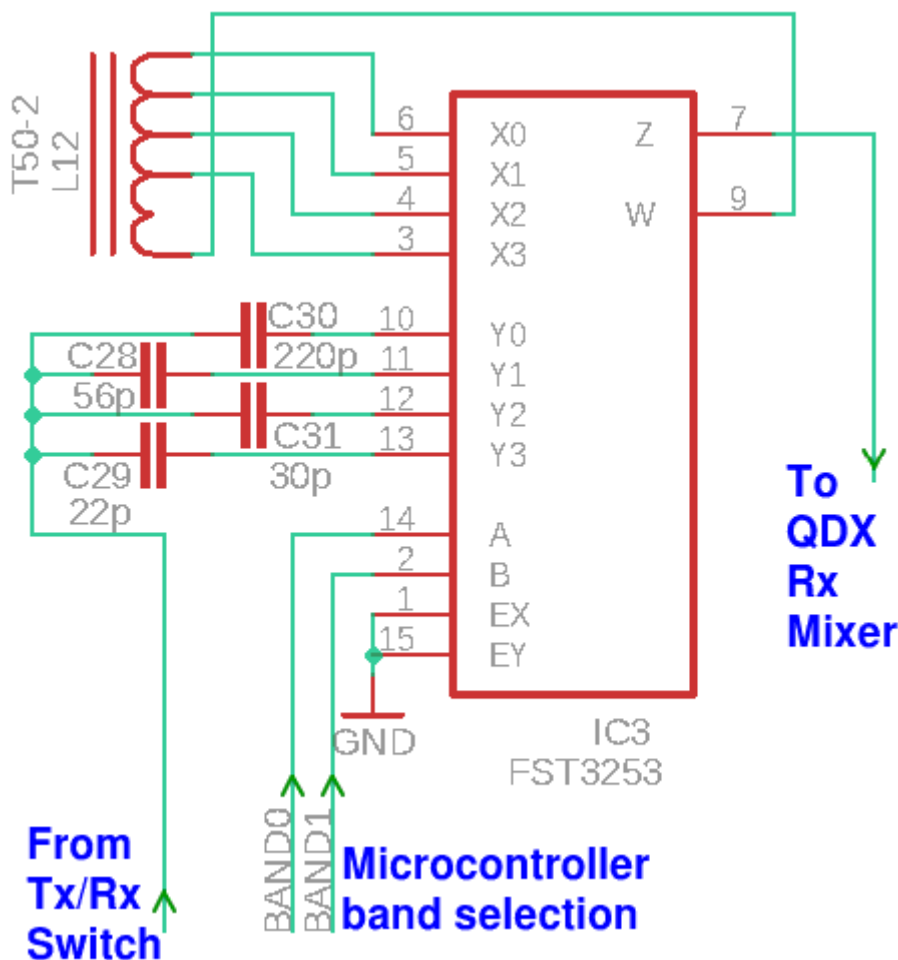 T50-2
L12
6
X0
Z
7
5
X1
4
X2
W
9
3
X3
C30
220p
10
Y0
C28
56p
11
Y1
12
Y2
C31
30p
13
Y3
C29
22p
14
A
2
B
1
EX
15
EY
GND
IC3
FST3253
To
QDX
Rx
Mixer
BAND0
BAND1
Microcontroller
band selection
From
Tx/Rx
Switch